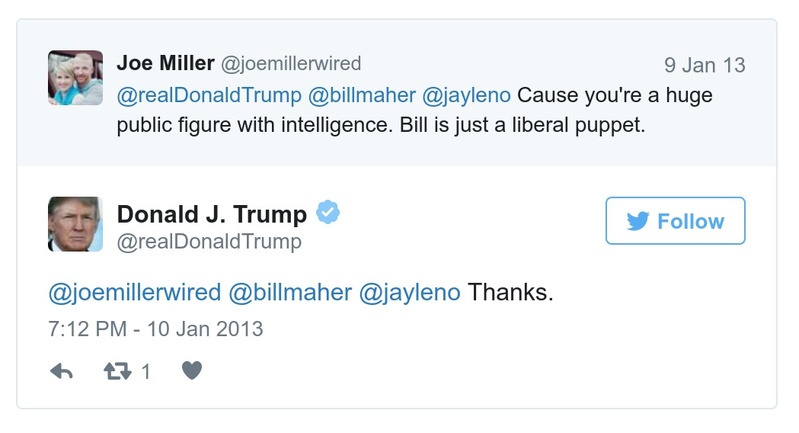 Joe Miller @joemillerwired 9 Jan 13
@realDonaldTrump @billmaher @jayleno Cause you're a huge
public figure with intelligence. Bill is just a liberal puppet.
Donald J. Trump
@realDonaldTrump
Follow
@joemillerwired @billmaher @jayleno Thanks.
7:12 PM - 10 Jan 2013
1